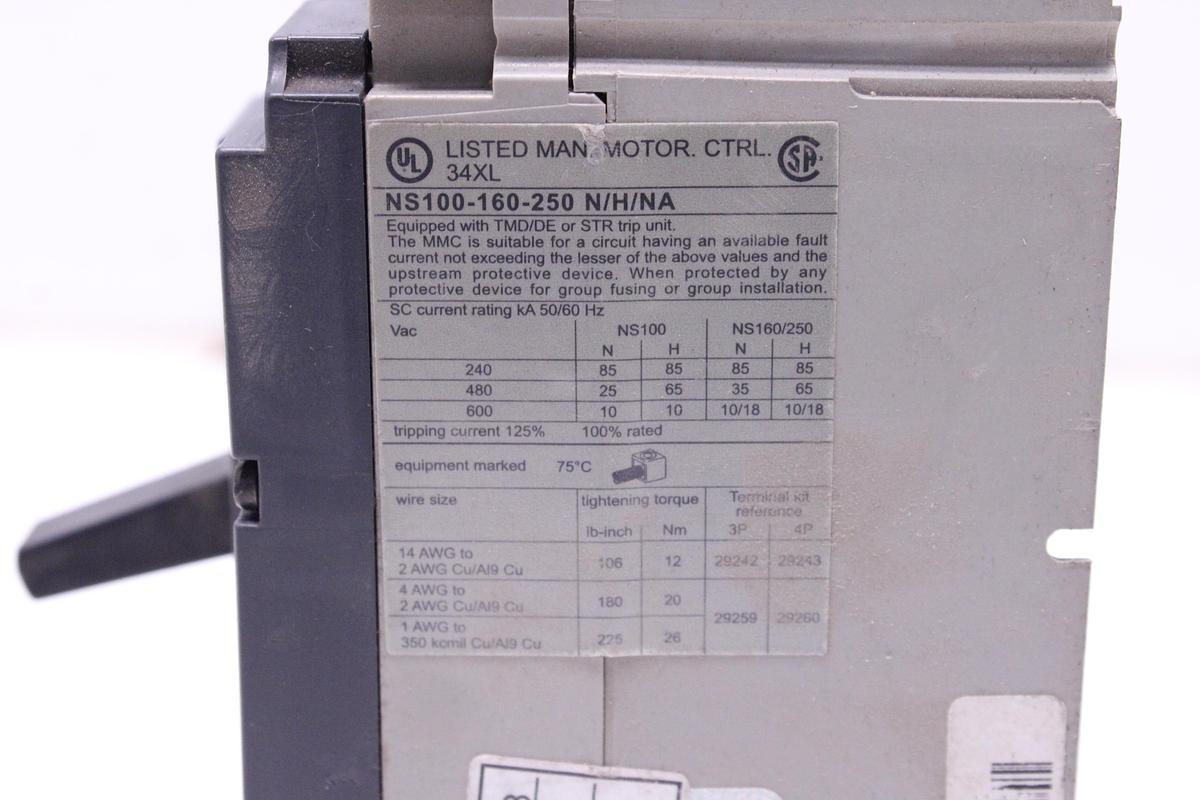 UL LISTED MAN. MOTOR. CTRL. SA
34XL
NS100-160-250 N/H/NA
Equipped with TMD/DE or STR trip unit.
The MMC is suitable for a circuit having an available fault
current not exceeding the lesser of the above values and the
upstream protective device. When protected by any
protective device for group fusing or group installation.
SC current rating kA 50/60 Hz
Vac NS100 NS160/250
N H N H
240 85 85 85 85
480 25 65 35 65
600 10 10 10/18 10/18
tripping current 125% 100% rated
equipment marked 75°C
wire size tightening torque Terminal kit
reference
lb-inch Nm 3P 4P
14 AWG to
2 AWG Cu/Al9 Cu 106 12 29242 29243
4 AWG to
2 AWG Cu/Al9 Cu 180 20
29259 29260
1 AWG to
350 kcmil Cu/Al9 Cu 225 26